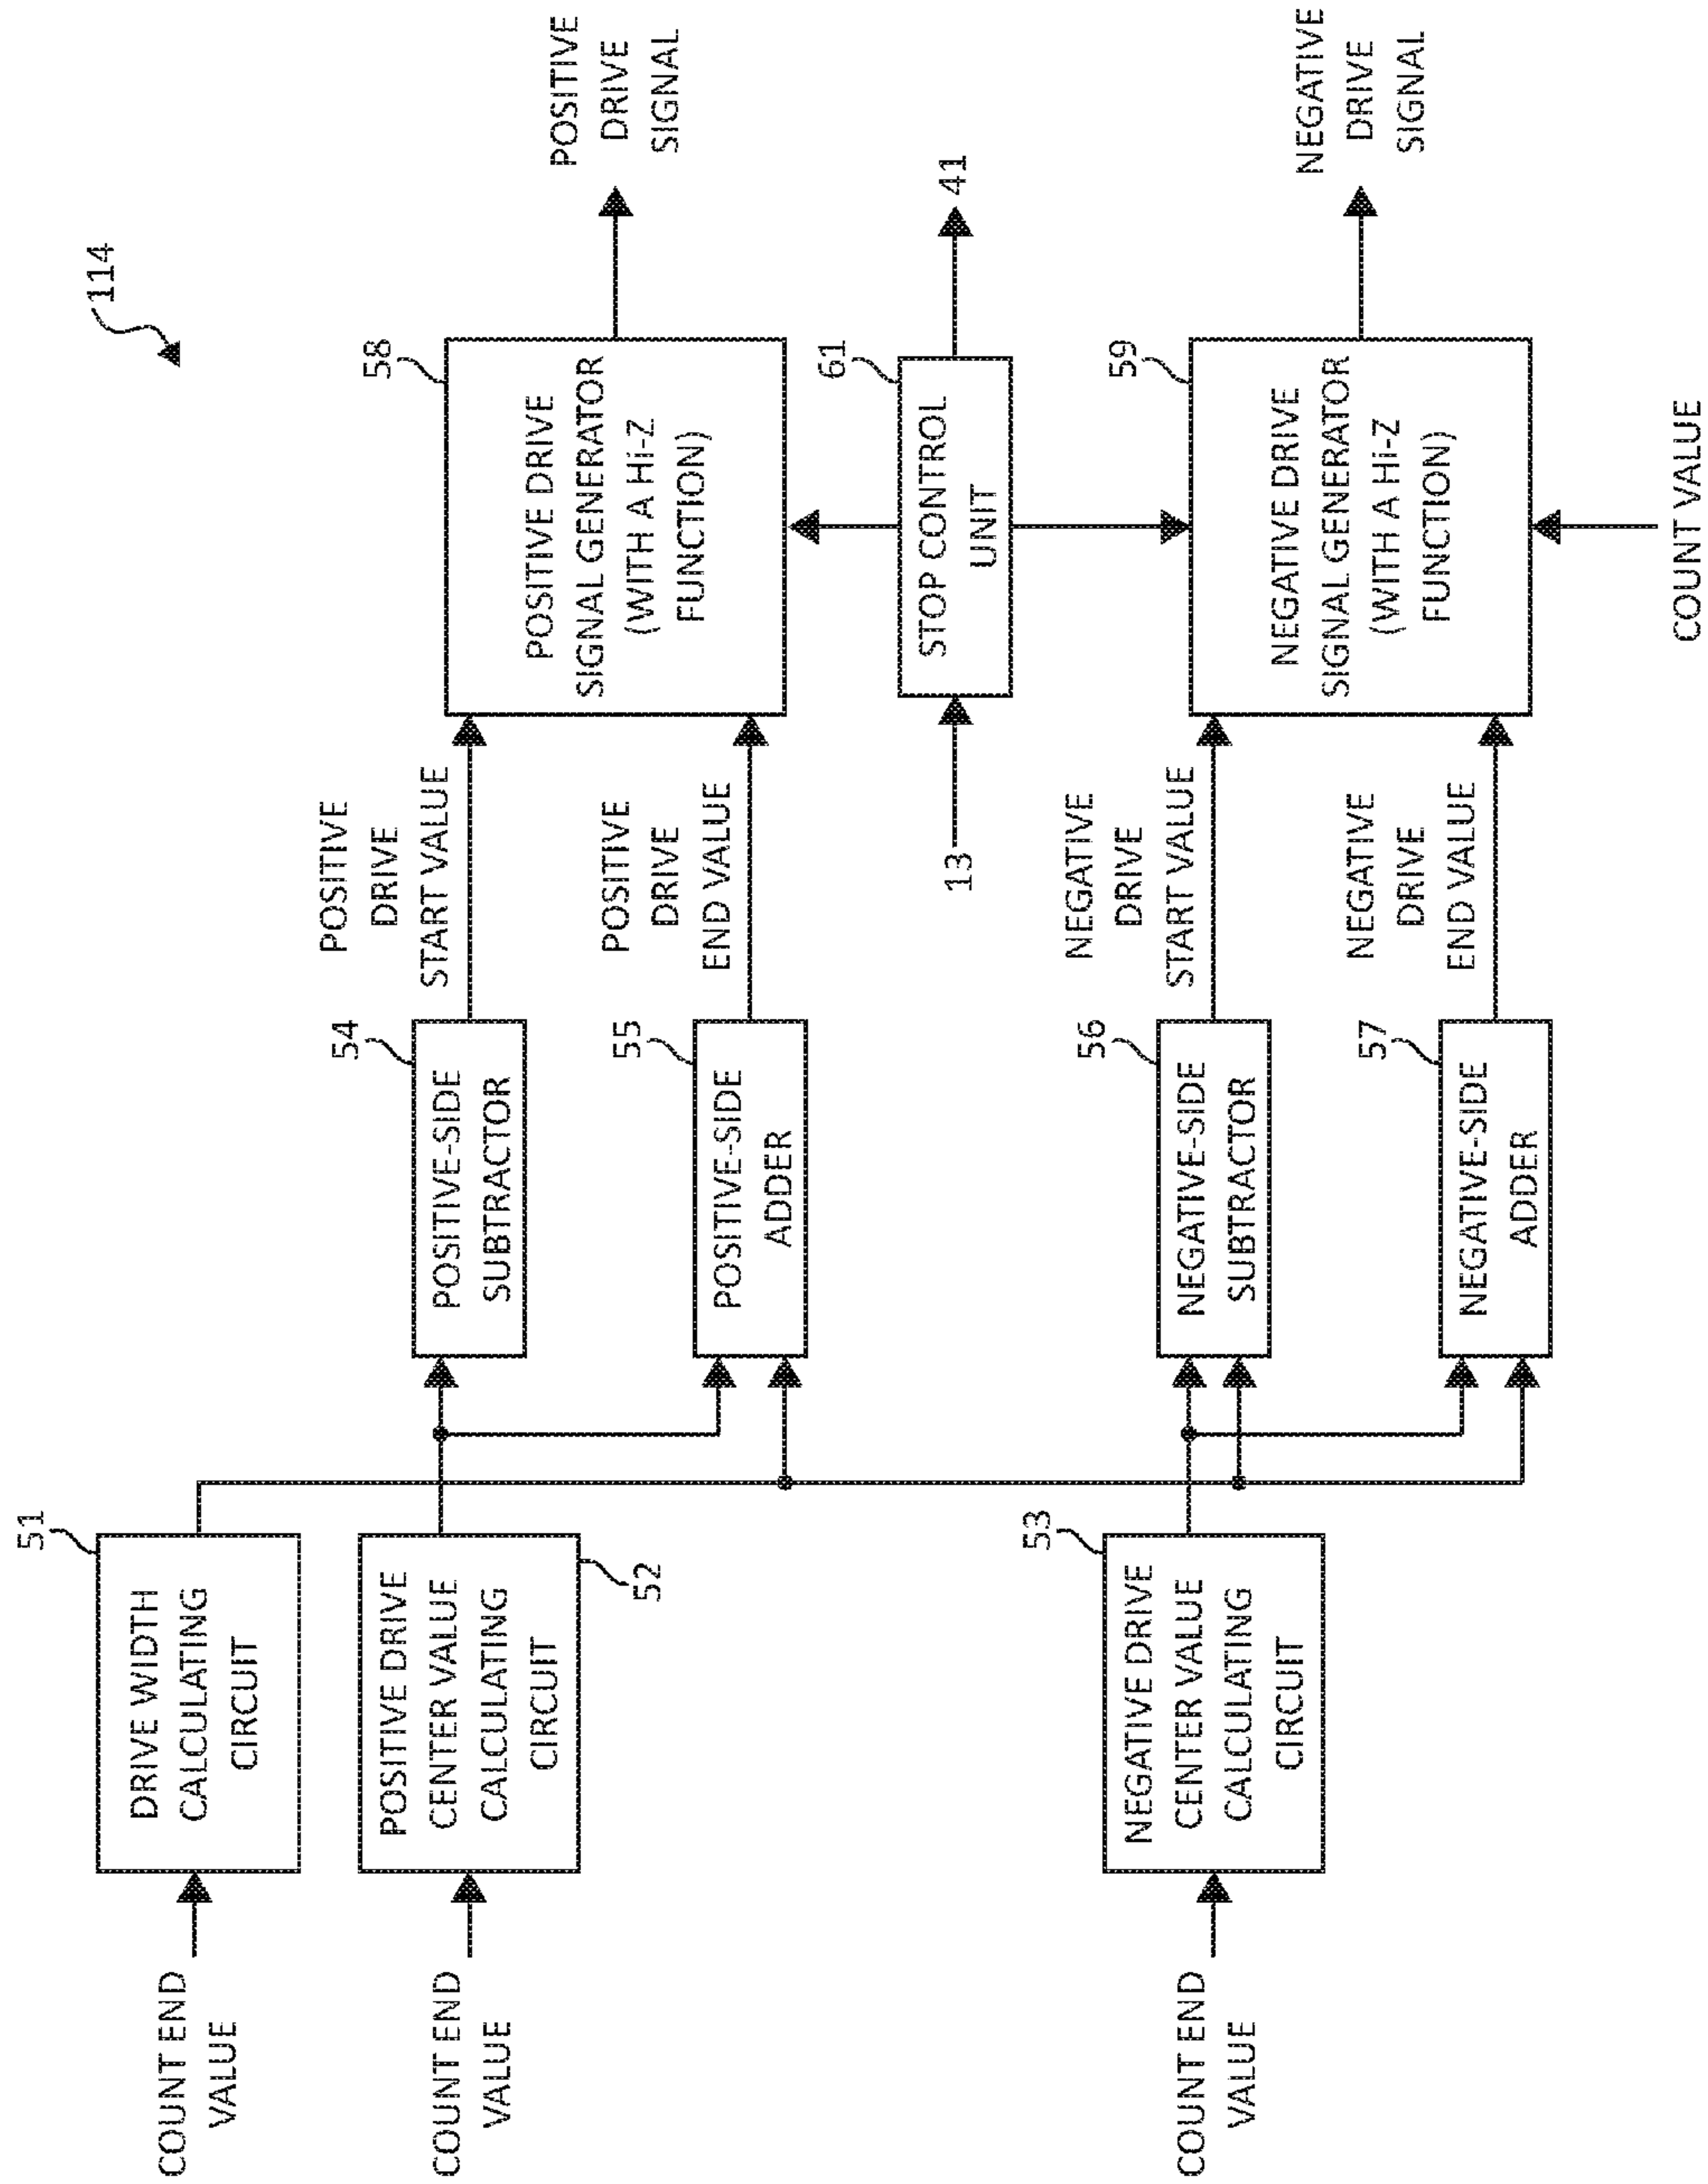 114
COUNT END
VALUE
51
DRIVE WIDTH
CALCULATING
CIRCUIT
COUNT END
VALUE
52
POSITIVE DRIVE
CENTER VALUE
CALCULATING
CIRCUIT
54
POSITIVE-SIDE
SUBTRACTOR
POSITIVE
DRIVE
START VALUE
58
POSITIVE DRIVE
SIGNAL GENERATOR
(WITH A Hi-Z
FUNCTION)
POSITIVE
DRIVE
SIGNAL
55
POSITIVE-SIDE
ADDER
POSITIVE
DRIVE
END VALUE
13
61
STOP CONTROL
UNIT
41
COUNT END
VALUE
53
NEGATIVE DRIVE
CENTER VALUE
CALCULATING
CIRCUIT
56
NEGATIVE-SIDE
SUBTRACTOR
NEGATIVE
DRIVE
START VALUE
59
NEGATIVE DRIVE
SIGNAL GENERATOR
(WITH A Hi-Z
FUNCTION)
NEGATIVE
DRIVE
SIGNAL
57
NEGATIVE-SIDE
ADDER
NEGATIVE
DRIVE
END VALUE
COUNT VALUE